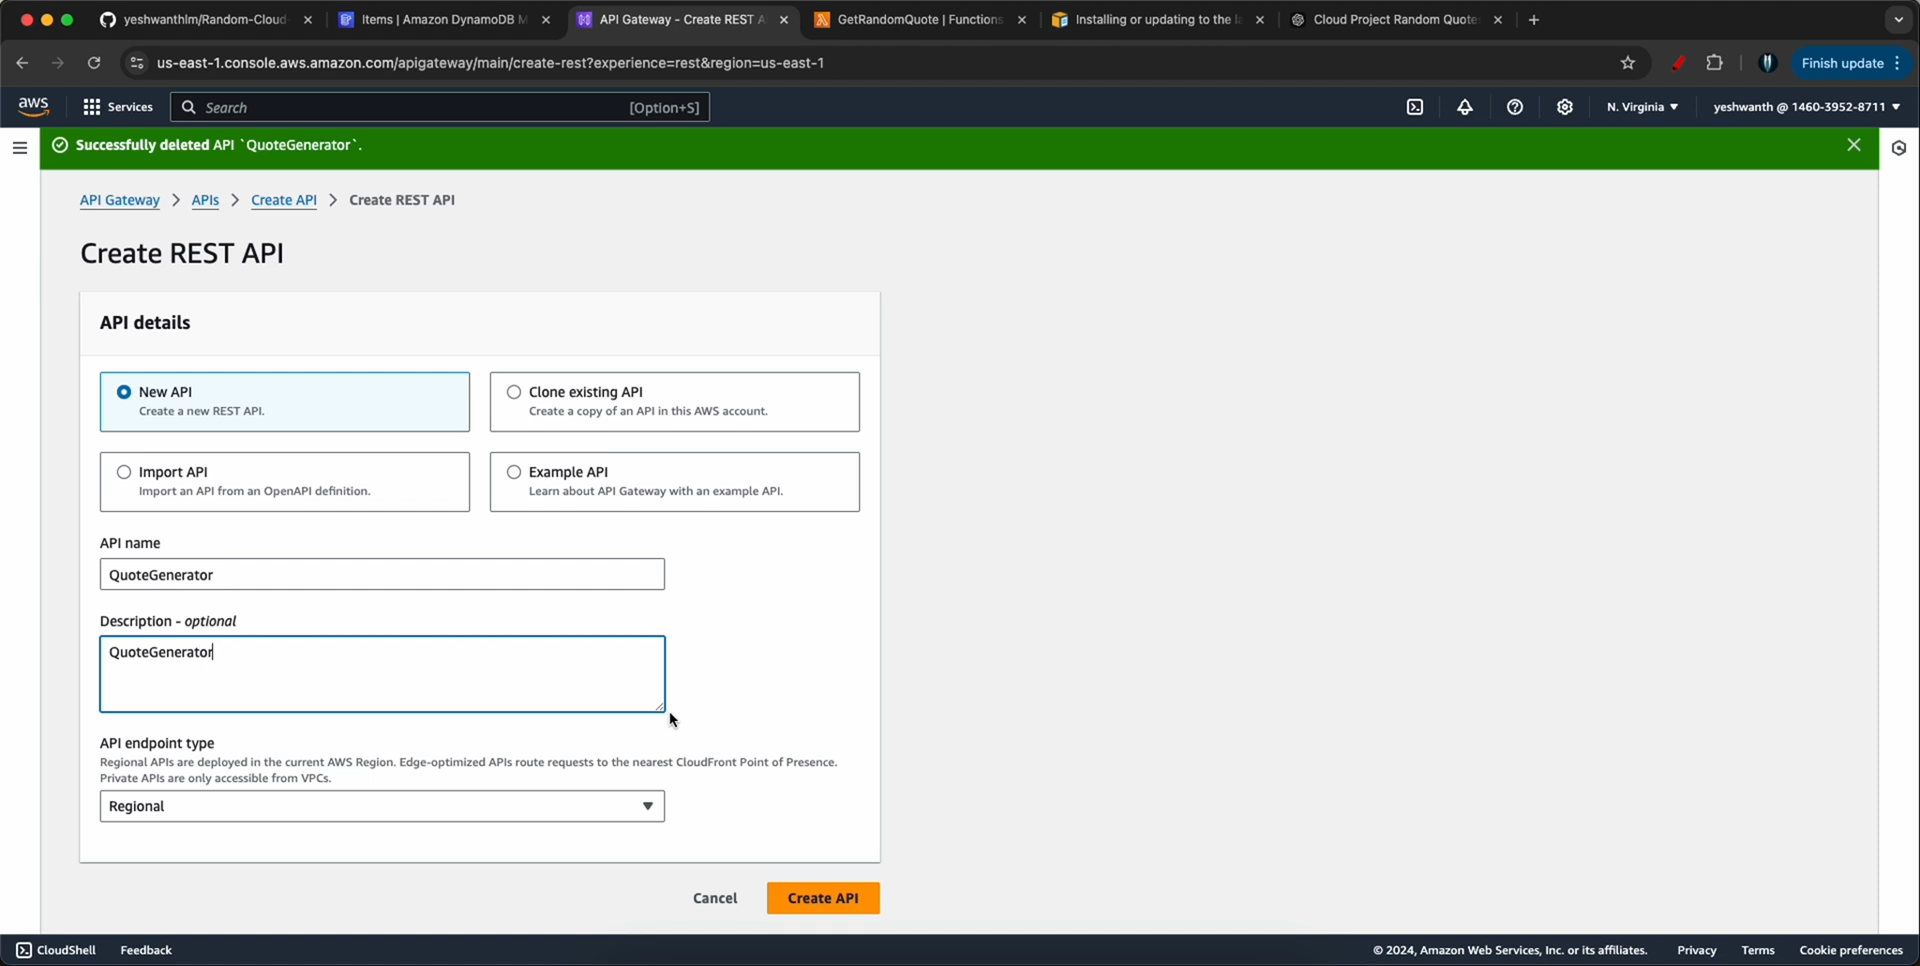 yeshwanthlm/Random-Cloud-
Items | Amazon DynamoDB M
API Gateway - Create REST A
GetRandomQuote | Functions
Installing or updating to the la
Cloud Project Random Quote
us-east-1.console.aws.amazon.com/apigateway/main/create-rest?experience=rest&region=us-east-1
Finish update
aws
Services
Search
[Option+S]
N. Virginia
yeshwanth @ 1460-3952-8711
Successfully deleted API `QuoteGenerator`.
API Gateway > APIs > Create API > Create REST API
Create REST API
API details
New API
Create a new REST API.
Clone existing API
Create a copy of an API in this AWS account.
Import API
Import an API from an OpenAPI definition.
Example API
Learn about API Gateway with an example API.
API name
QuoteGenerator
Description - optional
QuoteGenerator
API endpoint type
Regional APIs are deployed in the current AWS Region. Edge-optimized APIs route requests to the nearest CloudFront Point of Presence.
Private APIs are only accessible from VPCs.
Regional
Cancel
Create API
CloudShell
Feedback
© 2024, Amazon Web Services, Inc. or its affiliates.
Privacy
Terms
Cookie preferences